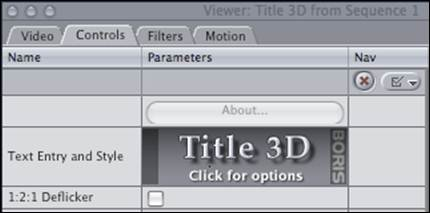 Viewer: Title 3D from Sequence 1
Video Controls Filters Motion
Name Parameters Nav
About...
Text Entry and Style
Title 3D
Click for options
BORIS
1:2:1 Deflicker